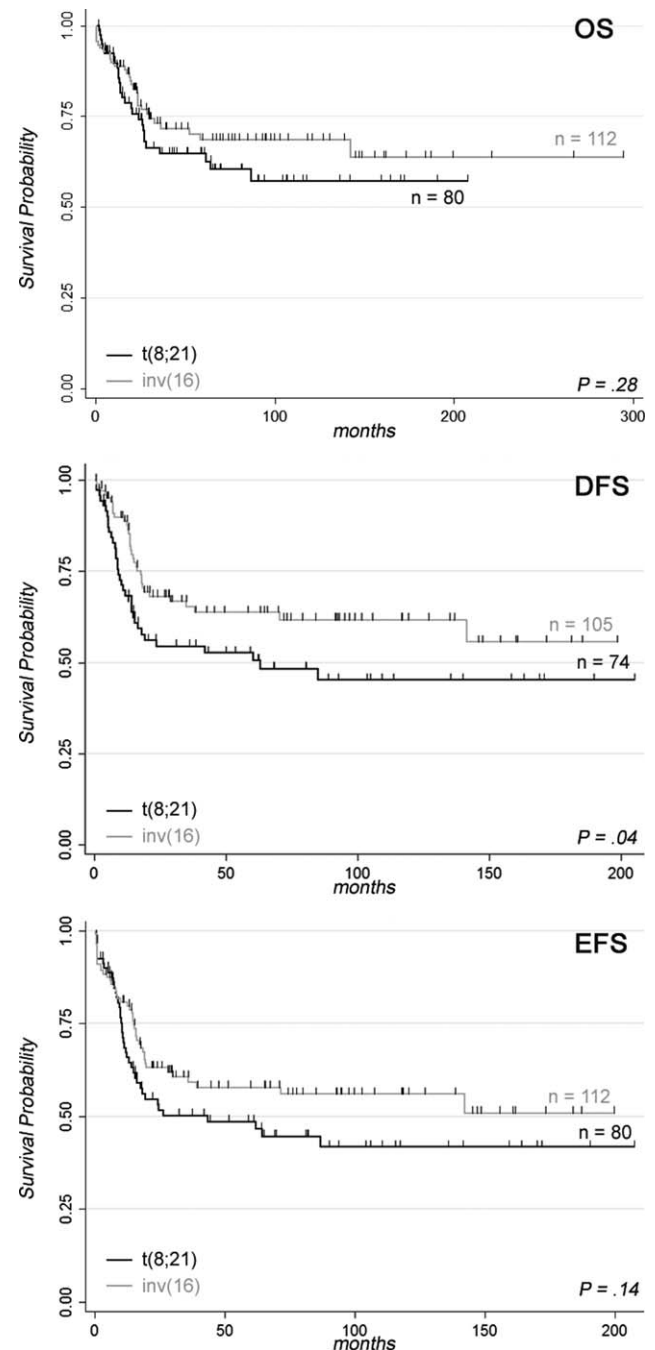 OS
1.00
0.75
0.50
0.25
0.00
Survival Probability
n = 112
n = 80
t(8;21)
inv(16)
P = .28
0 100 200 300
months
DFS
1.00
0.75
0.50
0.25
0.00
Survival Probability
n = 105
n = 74
t(8;21)
inv(16)
P = .04
0 50 100 150 200
months
EFS
1.00
0.75
0.50
0.25
0.00
Survival Probability
n = 112
n = 80
t(8;21)
inv(16)
P = .14
0 50 100 150 200
months